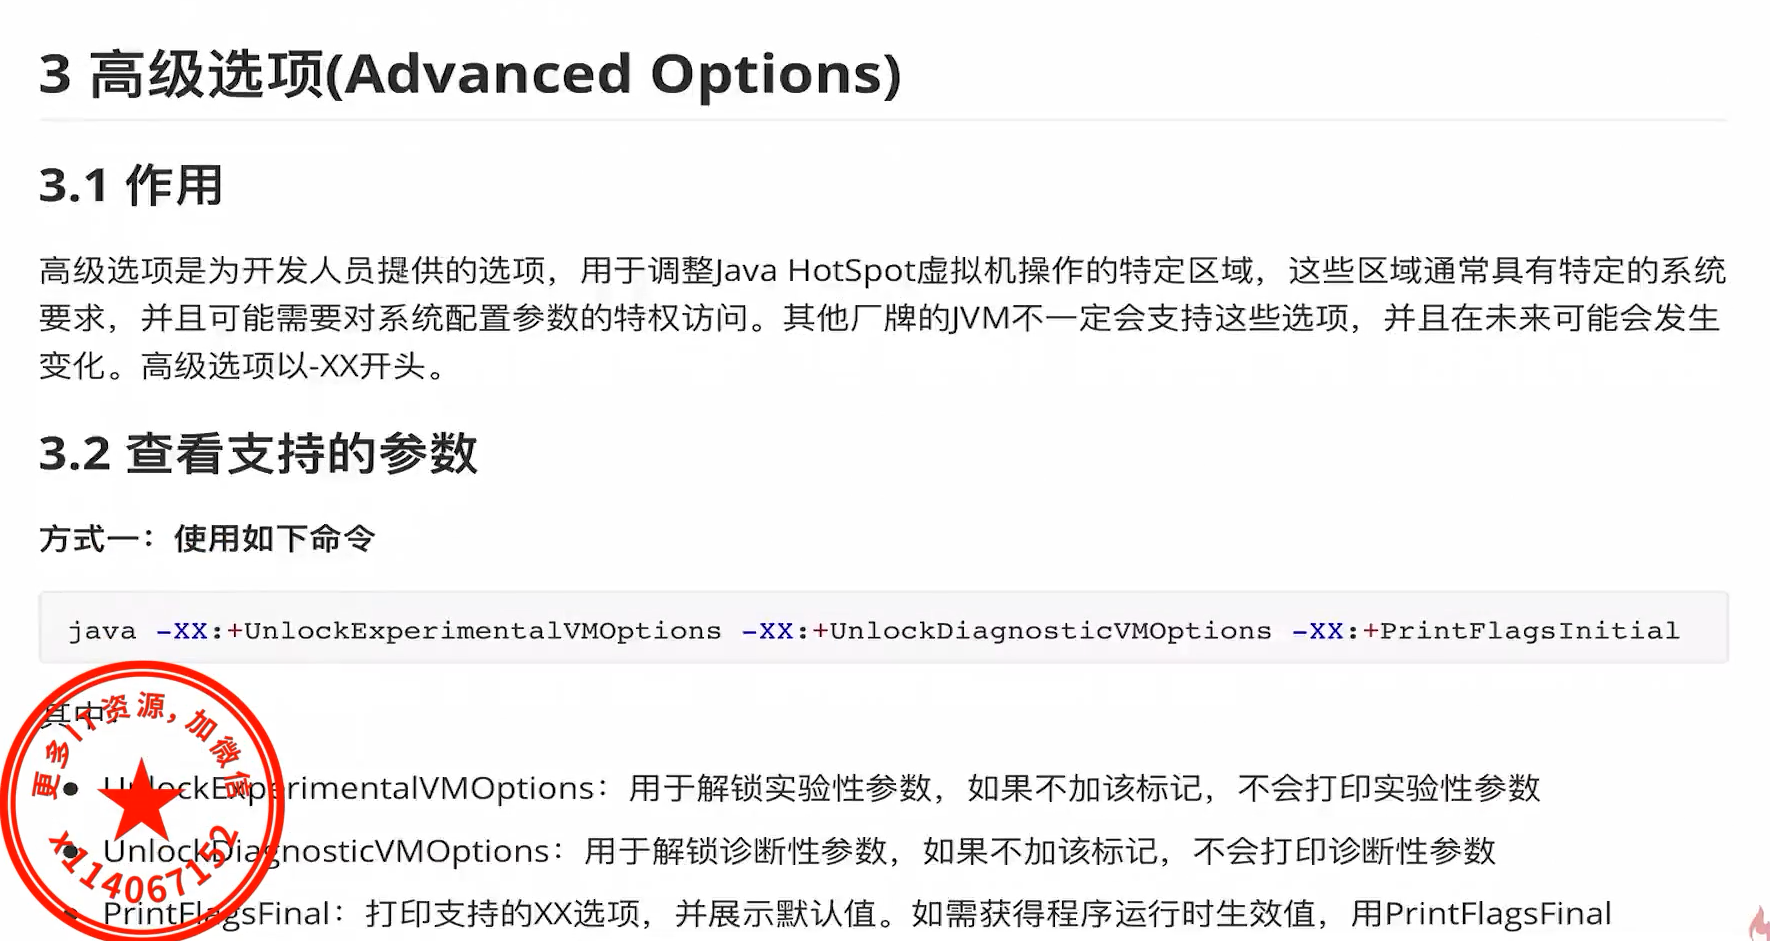 3 高级选项(Advanced Options)
3.1 作用
高级选项是为开发人员提供的选项，用于调整Java HotSpot虚拟机操作的特定区域，这些区域通常具有特定的系统
要求，并且可能需要对系统配置参数的特权访问。其他厂牌的JVM不一定会支持这些选项，并且在未来可能会发生
变化。高级选项以-XX开头。
3.2 查看支持的参数
方式一：使用如下命令
java -XX:+UnlockExperimentalVMOptions -XX:+UnlockDiagnosticVMOptions -XX:+PrintFlagsInitial
其中：
更多IT资源，加微信
x114067152
● UnlockExperimentalVMOptions：用于解锁实验性参数，如果不加该标记，不会打印实验性参数
● UnlockDiagnosticVMOptions：用于解锁诊断性参数，如果不加该标记，不会打印诊断性参数
● PrintFlagsFinal：打印支持的XX选项，并展示默认值。如需获得程序运行时生效值，用PrintFlagsFinal